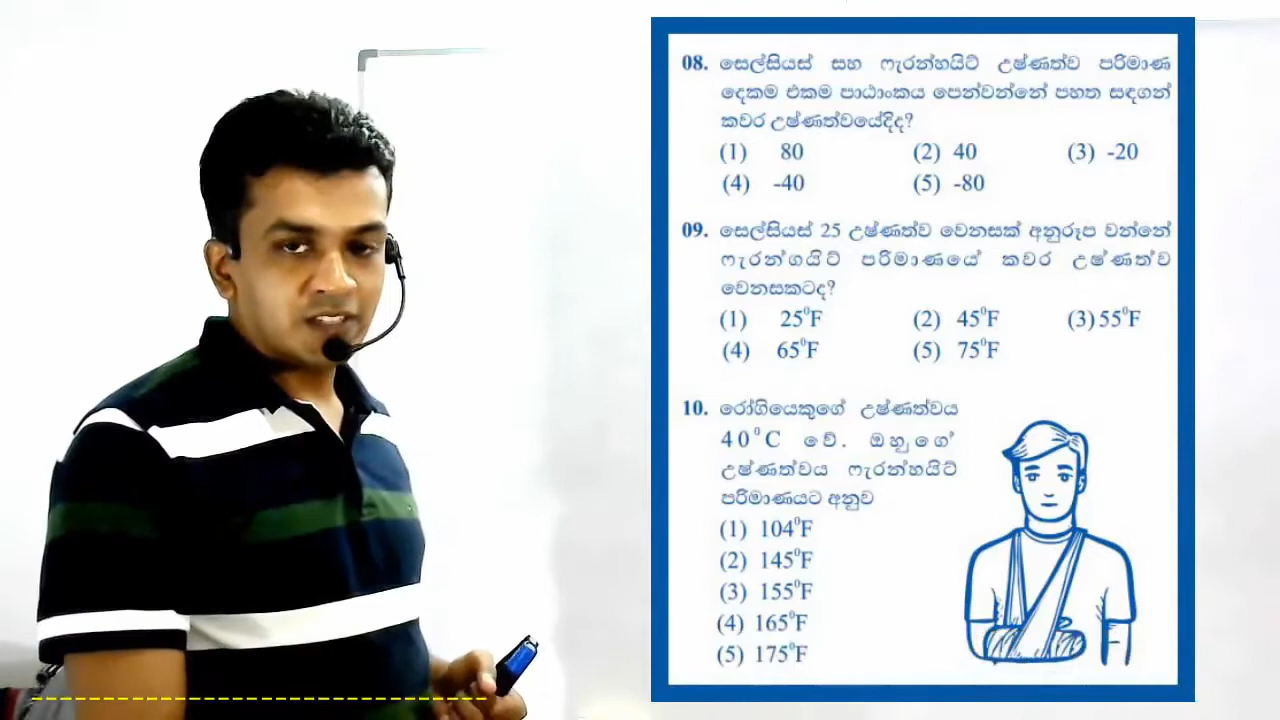 08. සෙල්සියස් සහ ෆැරන්හයිට් උෂ්ණත්ව පරිමාණ
දෙකම එකම පාඨාංකය පෙන්වන්නේ පහත සඳගන්
කවර උෂ්ණත්වයේදිද?
(1) 80 (2) 40 (3) -20
(4) -40 (5) -80
09. සෙල්සියස් 25 උෂ්ණත්ව වෙනසක් අනුරූප වන්නේ
ෆැරන්ගයිට් පරිමාණයේ කවර උෂ්ණත්ව
වෙනසකටද?
(1) 25⁰F (2) 45⁰F (3) 55⁰F
(4) 65⁰F (5) 75⁰F
10. රෝගියෙකුගේ උෂ්ණත්වය
40⁰C වේ. ඔහුගේ
උෂ්ණත්වය ෆැරන්හයිට්
පරිමාණයට අනුව
(1) 104⁰F
(2) 145⁰F
(3) 155⁰F
(4) 165⁰F
(5) 175⁰F